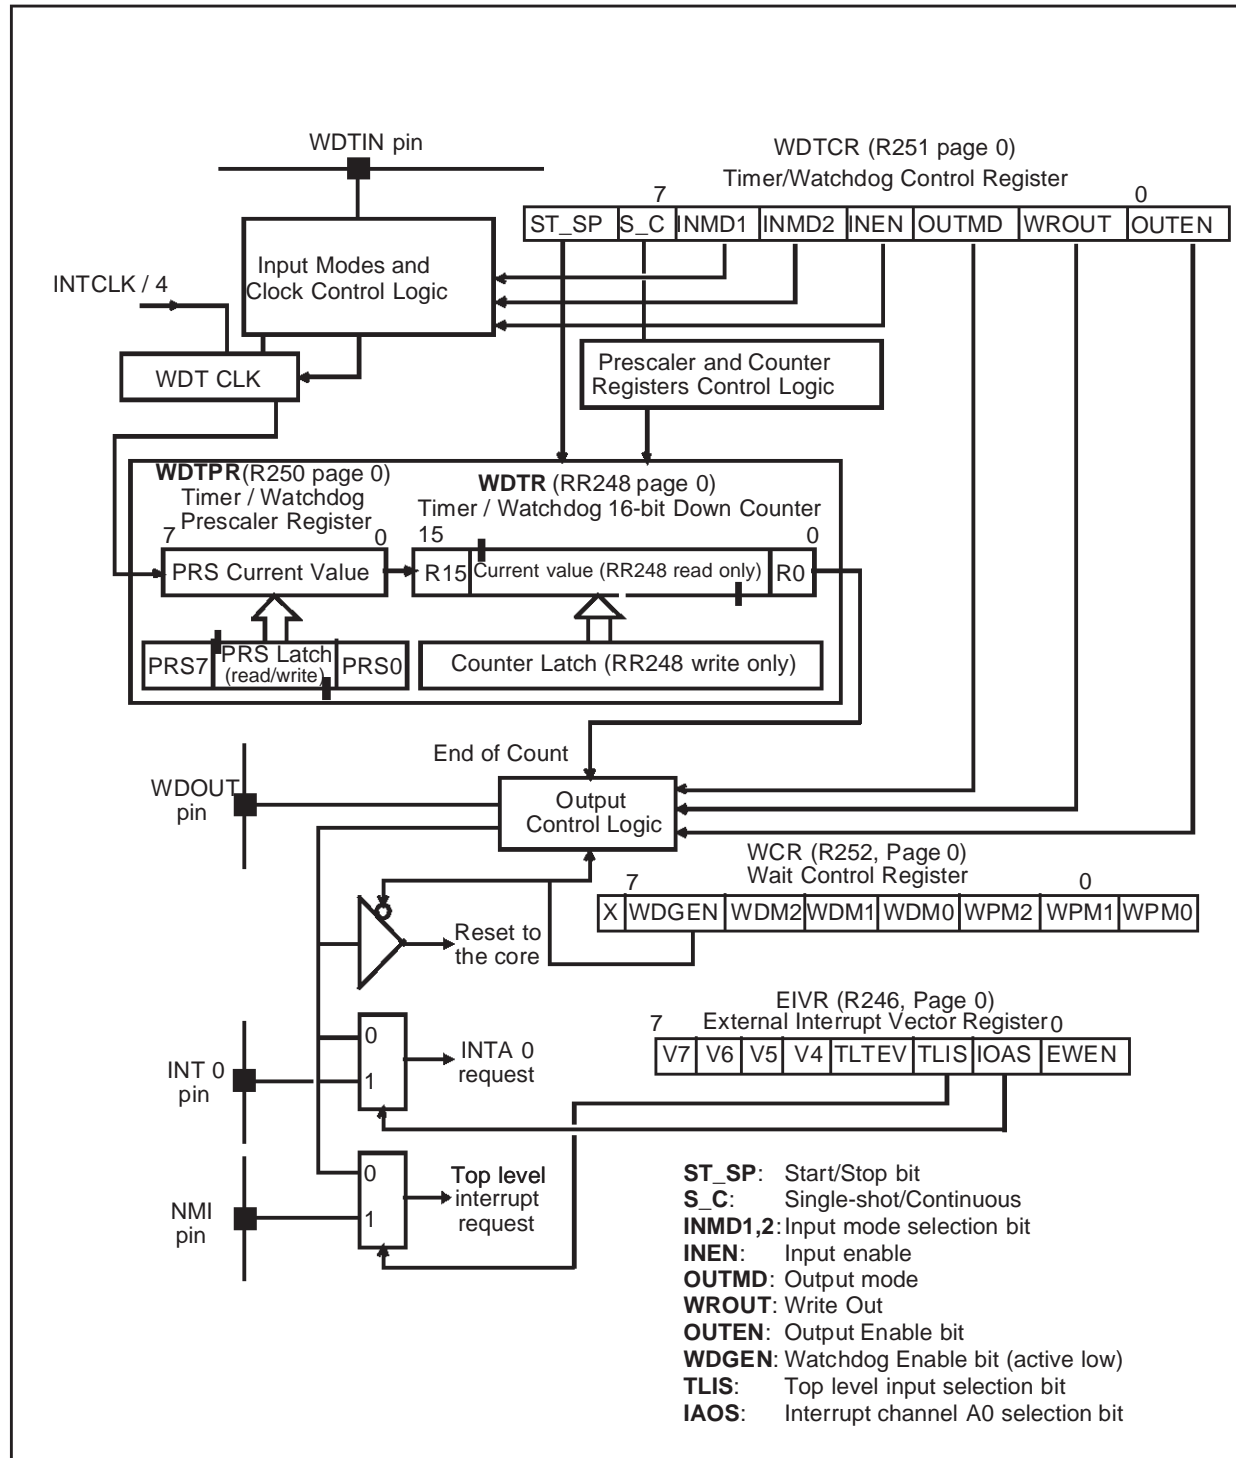 WDTIN pin
WDTCR (R251 page 0)
Timer/Watchdog Control Register
7 0
ST_SP S_C INMD1 INMD2 INEN OUTMD WROUT OUTEN
Input Modes and
Clock Control Logic
INTCLK / 4
WDT CLK
Prescaler and Counter
Registers Control Logic
WDTPR(R250 page 0)
Timer / Watchdog
Prescaler Register
7 0
WDTR (RR248 page 0)
Timer / Watchdog 16-bit Down Counter
15 0
PRS Current Value
R15 Current value (RR248 read only) R0
PRS7 PRS Latch PRS0
(read/write)
Counter Latch (RR248 write only)
End of Count
WDOUT
pin
Output
Control Logic
WCR (R252, Page 0)
Wait Control Register
7 0
X WDGEN WDM2 WDM1 WDM0 WPM2 WPM1 WPM0
Reset to
the core
EIVR (R246, Page 0)
External Interrupt Vector Register
7 0
V7 V6 V5 V4 TLTEV TLIS IOAS EWEN
INT 0
pin
0
1
INTA 0
request
NMI
pin
0
1
Top level
interrupt
request
ST_SP: Start/Stop bit
S_C: Single-shot/Continuous
INMD1,2: Input mode selection bit
INEN: Input enable
OUTMD: Output mode
WROUT: Write Out
OUTEN: Output Enable bit
WDGEN: Watchdog Enable bit (active low)
TLIS: Top level input selection bit
IAOS: Interrupt channel A0 selection bit